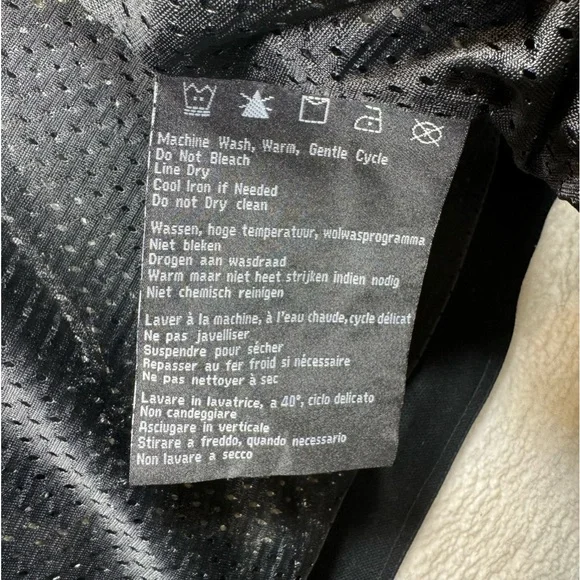 Machine Wash, Warm, Gentle Cycle
Do Not Bleach
Line Dry
Cool Iron if Needed
Do not Dry clean
Wassen, hoge temperatuur, wolwasprogramma
Niet bleken
Drogen aan wasdraad
Warm maar niet heet strijken indien nodig
Niet chemisch reinigen
Laver à la machine, à l'eau chaude, cycle délicat
Ne pas javelliser
Suspendre pour sècher
Repasser au fer froid si nécessaire
Ne pas nettoyer à sec
Lavare in lavatrice, a 40°, ciclo delicato
Non candeggiare
Asciugare in verticale
Stirare a freddo, quando necessario
Non lavare a secco